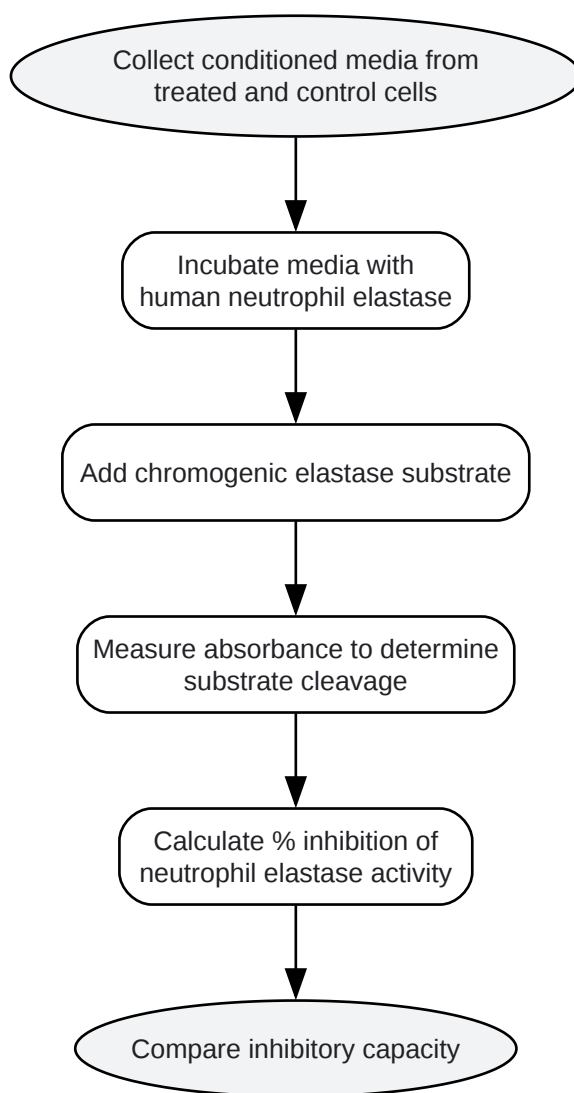 Collect conditioned media from
treated and control cells
Incubate media with
human neutrophil elastase
Add chromogenic elastase substrate
Measure absorbance to determine
substrate cleavage
Calculate % inhibition of
neutrophil elastase activity
Compare inhibitory capacity